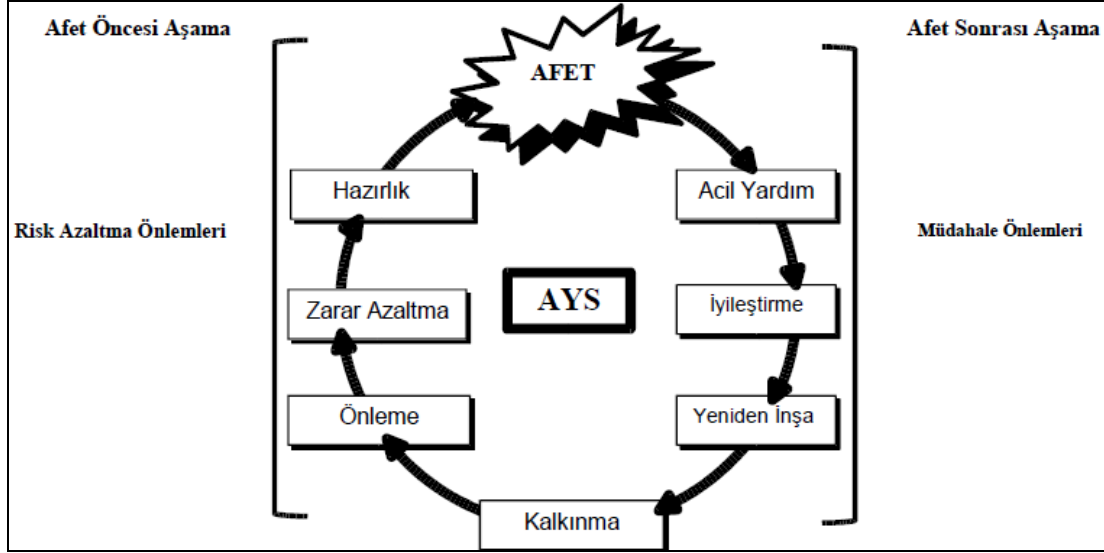 Afet Öncesi Aşama
Afet Sonrası Aşama
AFET
Hazırlık
Acil Yardım
Risk Azaltma Önlemleri
Müdahale Önlemleri
Zarar Azaltma
AYS
İyileştirme
Önleme
Yeniden İnşa
Kalkınma